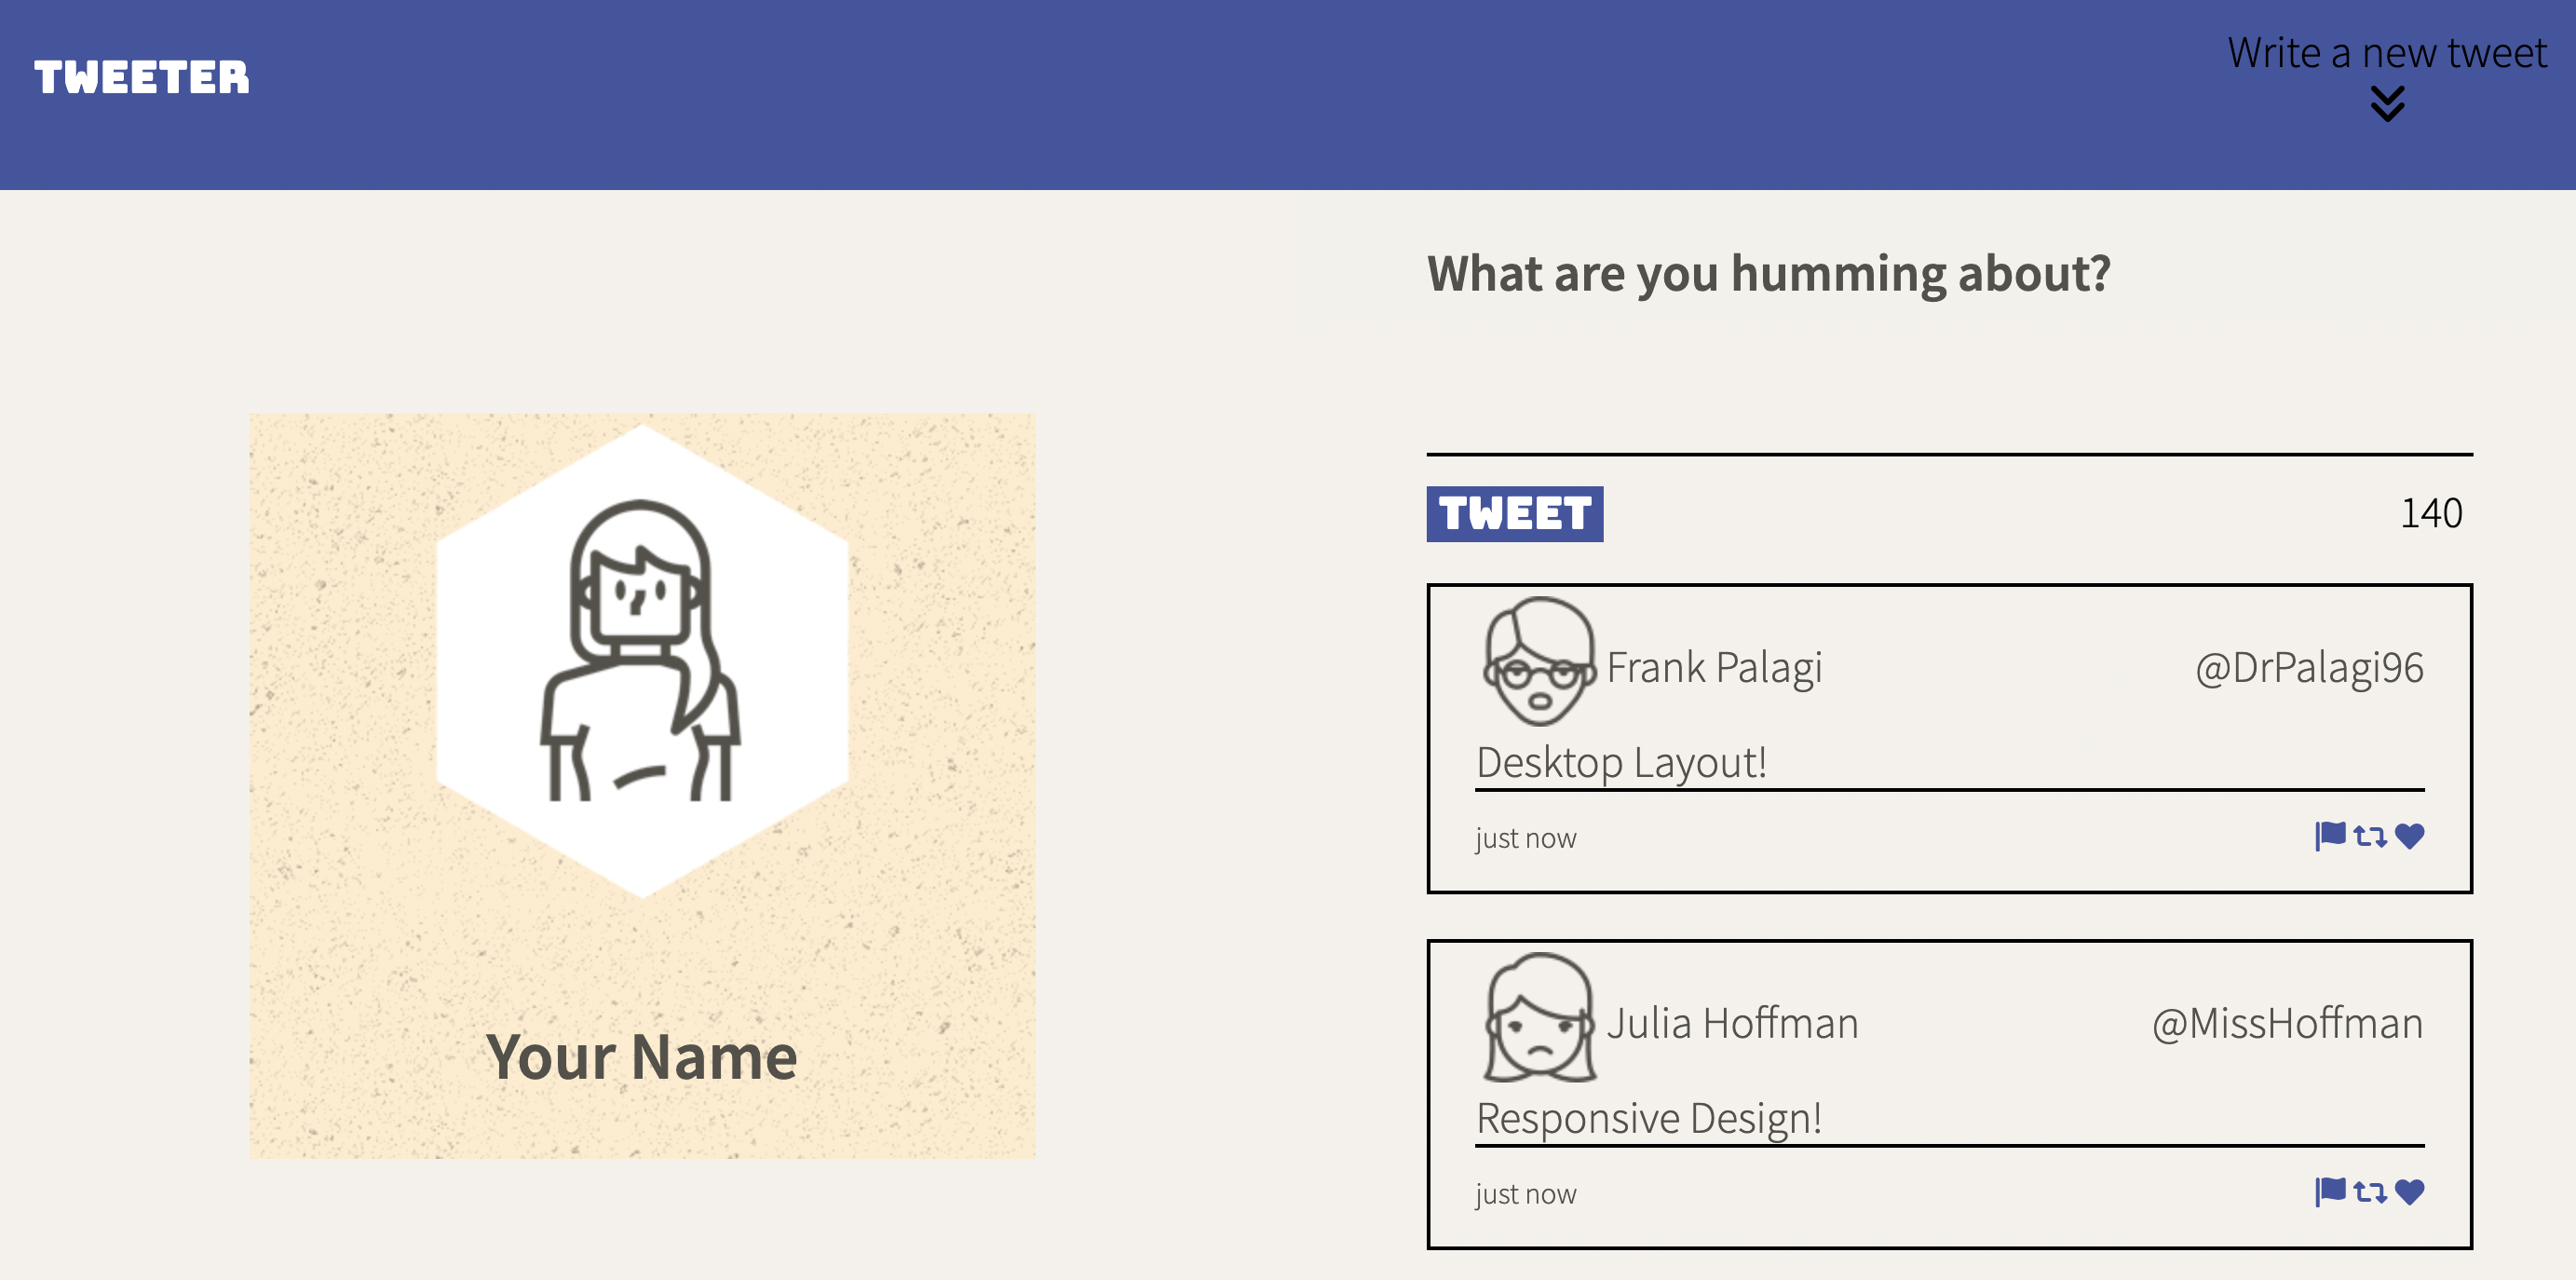 TWEETER
Write a new tweet
What are you humming about?
TWEET
140
Your Name
Frank Palagi
@DrPalagi96
Desktop Layout!
just now
Julia Hoffman
@MissHoffman
Responsive Design!
just now